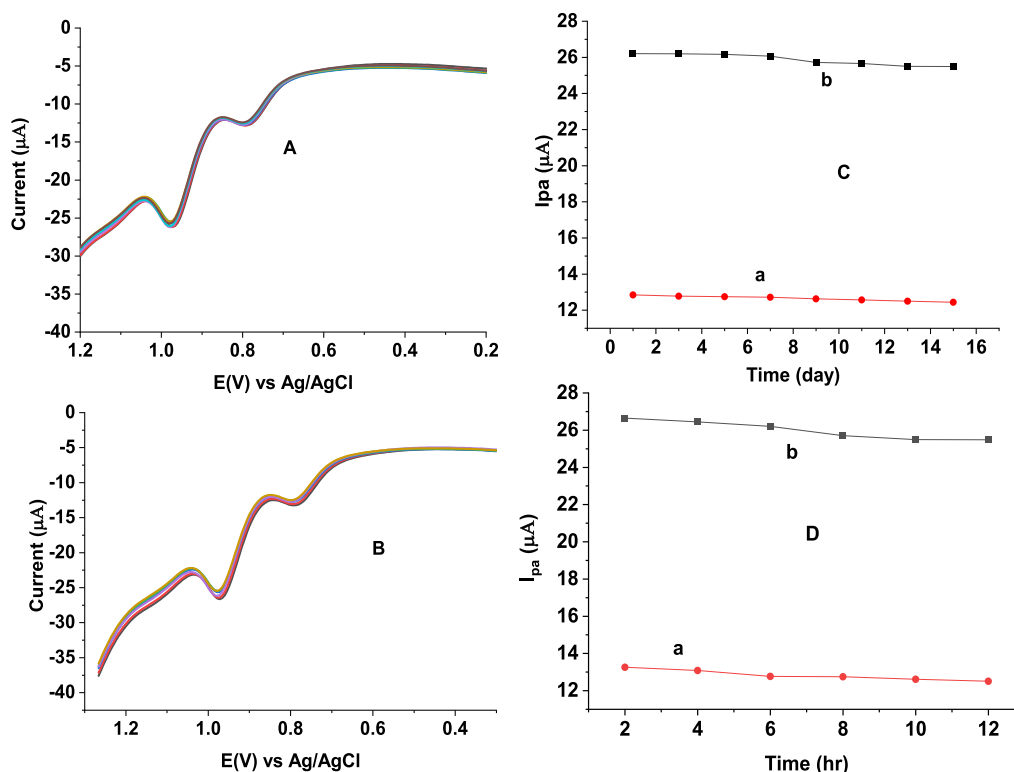 0
-5
-10
-15
-20
-25
-30
-35
-40
1.2 1.0 0.8 0.6 0.4 0.2
Current (µA)
E(V) vs Ag/AgCl
A
28
26
24
22
20
18
16
14
12
0 2 4 6 8 10 12 14 16
Ipa (µA)
Time (day)
b
C
a
0
-5
-10
-15
-20
-25
-30
-35
-40
1.2 1.0 0.8 0.6 0.4
Current (µA)
E(V) vs Ag/AgCl
B
28
26
24
22
20
18
16
14
12
2 4 6 8 10 12
Ipa (µA)
Time (hr)
b
D
a